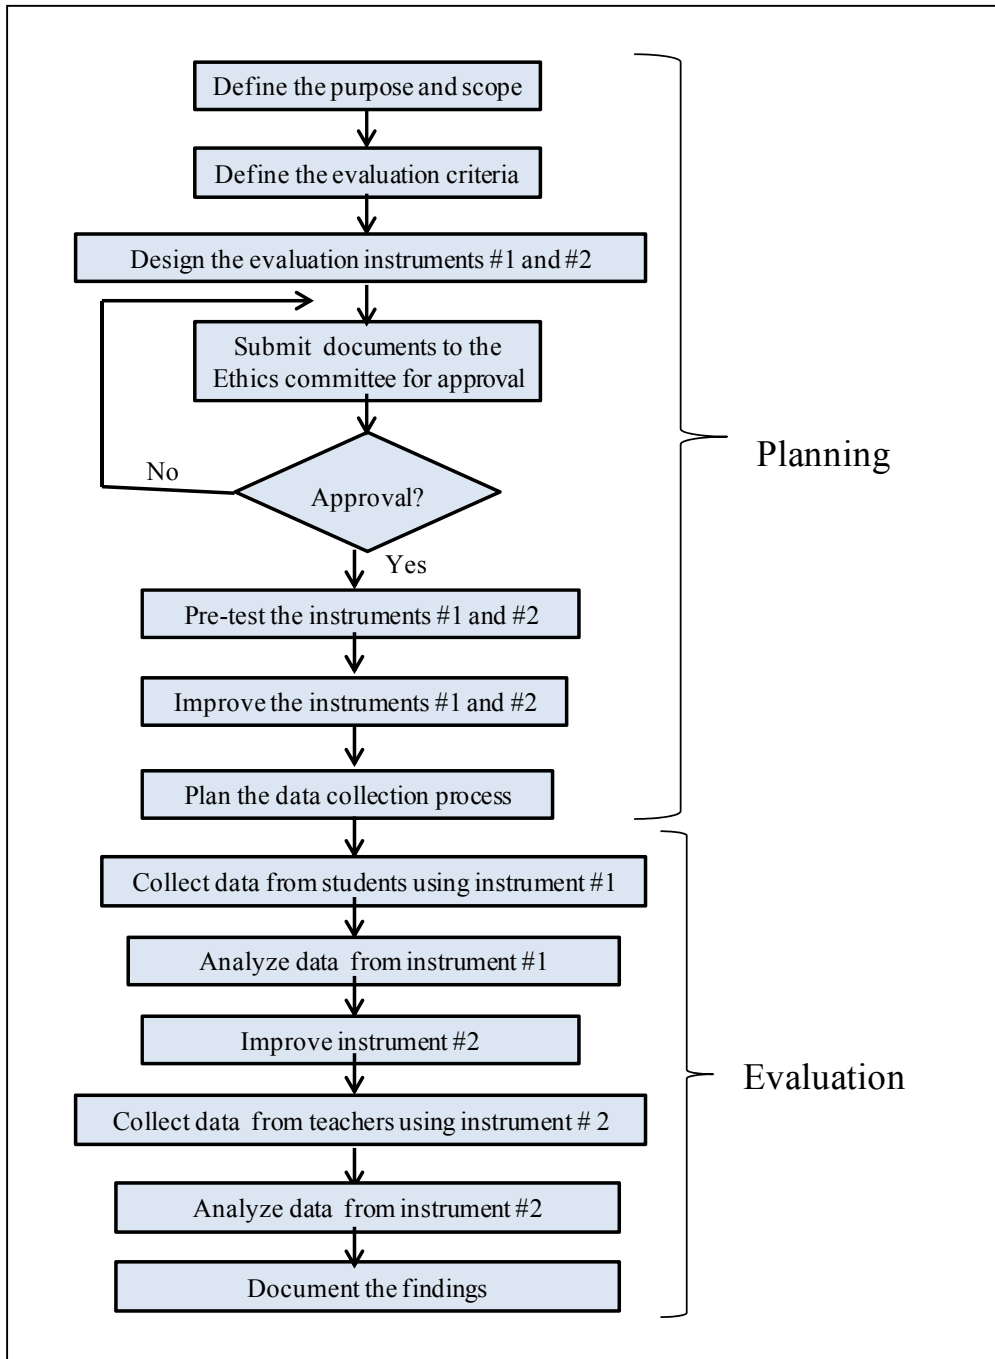 Define the purpose and scope
Define the evaluation criteria
Design the evaluation instruments #1 and #2
Submit documents to the
Ethics committee for approval
No
Approval?
Yes
Planning
Pre-test the instruments #1 and #2
Improve the instruments #1 and #2
Plan the data collection process
Collect data from students using instrument #1
Analyze data from instrument #1
Improve instrument #2
Collect data from teachers using instrument # 2
Evaluation
Analyze data from instrument #2
Document the findings